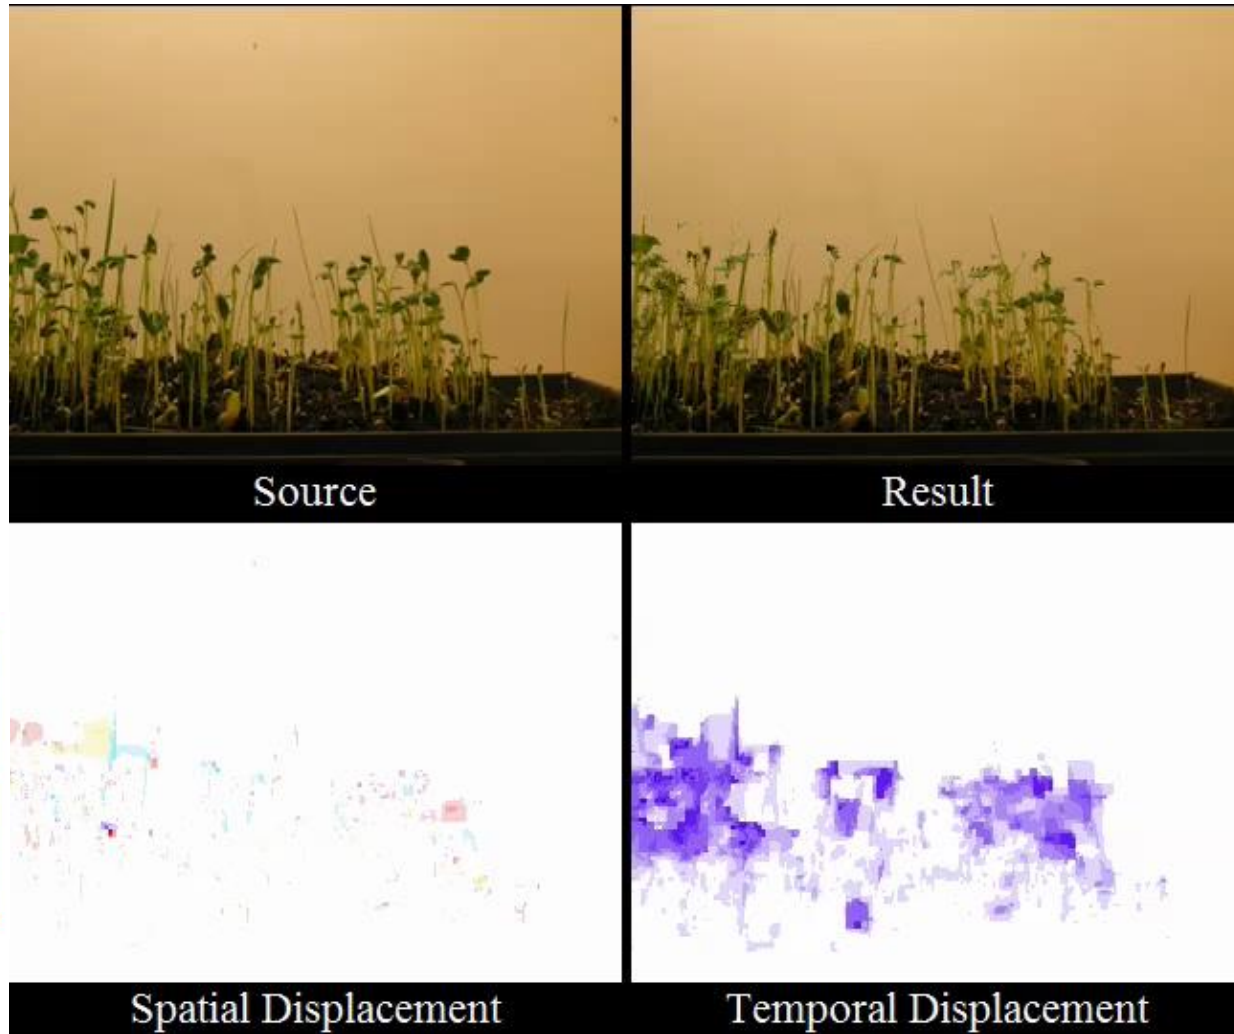 Source
Result
Spatial Displacement
Temporal Displacement